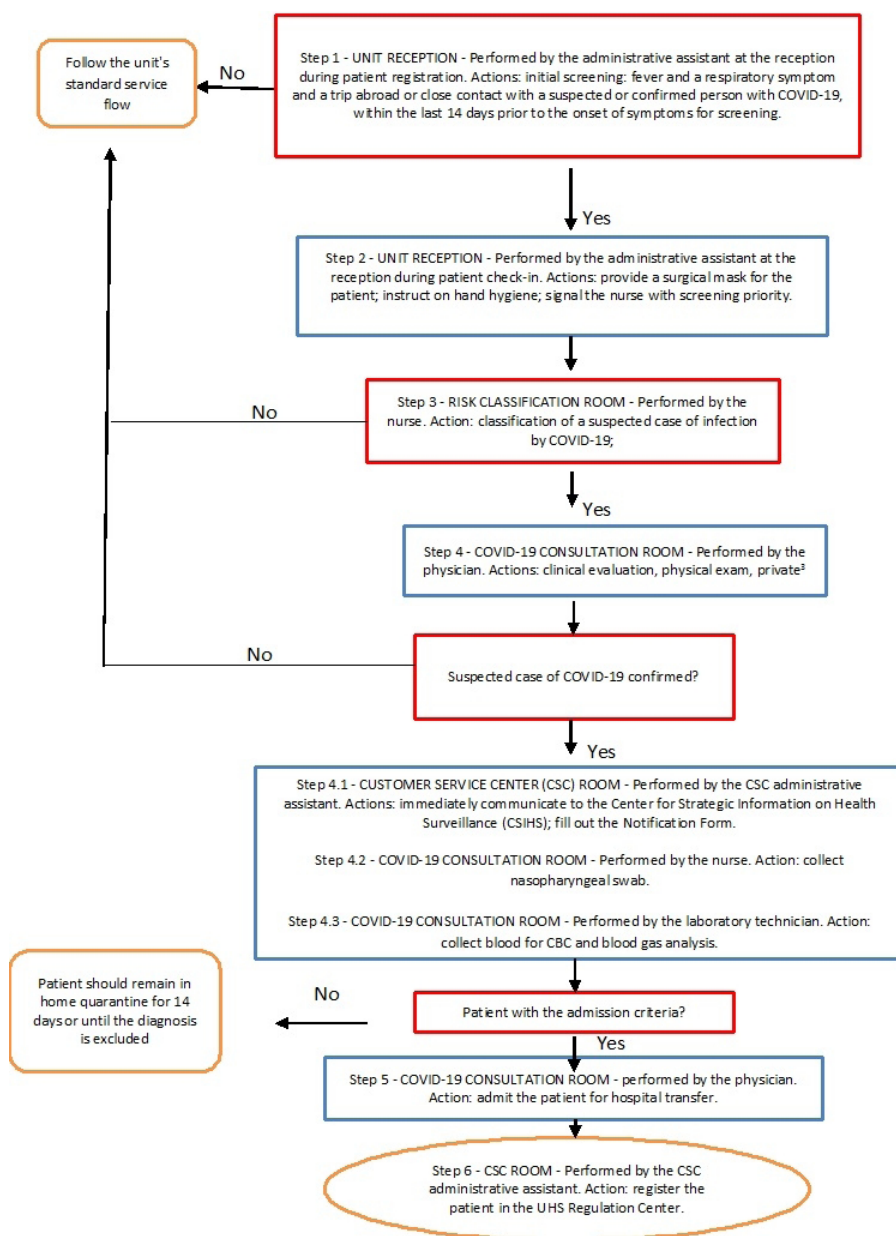 Step 1 - UNIT RECEPTION - Performed by the administrative assistant at the reception
during patient registration. Actions: initial screening: fever and a respiratory symptom
and a trip abroad or close contact with a suspected or confirmed person with COVID-19,
within the last 14 days prior to the onset of symptoms for screening.
No
Follow the unit's
standard service
flow
Yes
Step 2 - UNIT RECEPTION - Performed by the administrative assistant at the
reception during patient check-in. Actions: provide a surgical mask for the
patient; instruct on hand hygiene; signal the nurse with screening priority.
Step 3 - RISK CLASSIFICATION ROOM - Performed by the
nurse. Action: classification of a suspected case of infection
by COVID-19;
No
Yes
Step 4 - COVID-19 CONSULTATION ROOM - Performed by the
physician. Actions: clinical evaluation, physical exam, private³
Suspected case of COVID-19 confirmed?
No
Yes
Step 4.1 - CUSTOMER SERVICE CENTER (CSC) ROOM - Performed by the CSC administrative
assistant. Actions: immediately communicate to the Center for Strategic Information on Health
Surveillance (CSIHS); fill out the Notification Form.
Step 4.2 - COVID-19 CONSULTATION ROOM - Performed by the nurse. Action: collect
nasopharyngeal swab.
Step 4.3 - COVID-19 CONSULTATION ROOM - Performed by the laboratory technician. Action:
collect blood for CBC and blood gas analysis.
Patient with the admission criteria?
No
Patient should remain in
home quarantine for 14
days or until the diagnosis
is excluded
Yes
Step 5 - COVID-19 CONSULTATION ROOM - performed by the physician.
Action: admit the patient for hospital transfer.
Step 6 - CSC ROOM - Performed by the CSC
administrative assistant. Action: register the
patient in the UHS Regulation Center.